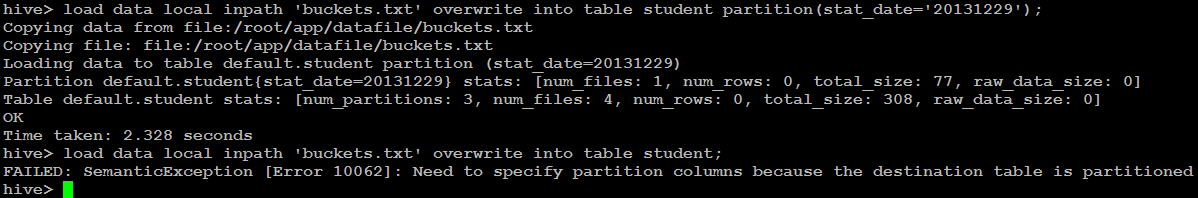 hive> load data local inpath 'buckets.txt' overwrite into table student partition(stat_date='20131229');
Copying data from file:/root/app/datafile/buckets.txt
Copying file: file:/root/app/datafile/buckets.txt
Loading data to table default.student partition (stat_date=20131229)
Partition default.student{stat_date=20131229} stats: [num_files: 1, num_rows: 0, total_size: 77, raw_data_size: 0]
Table default.student stats: [num_partitions: 3, num_files: 4, num_rows: 0, total_size: 308, raw_data_size: 0]
OK
Time taken: 2.328 seconds
hive> load data local inpath 'buckets.txt' overwrite into table student;
FAILED: SemanticException [Error 10062]: Need to specify partition columns because the destination table is partitioned
hive>